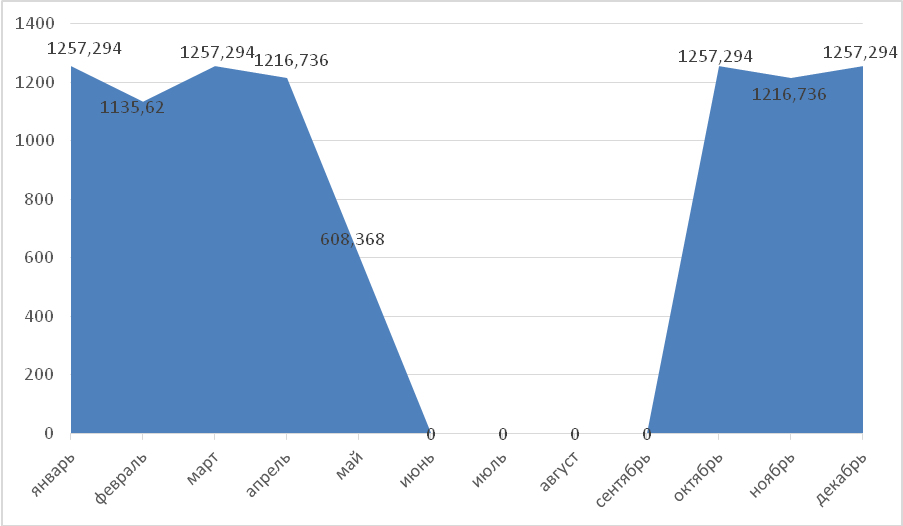 1400
1200
1000
800
600
400
200
0
1257,294
1135,62
1257,294
1216,736
608,368
0
0
0
0
1257,294
1216,736
1257,294
январь
февраль
март
апрель
май
июнь
июль
август
сентябрь
октябрь
ноябрь
декабрь